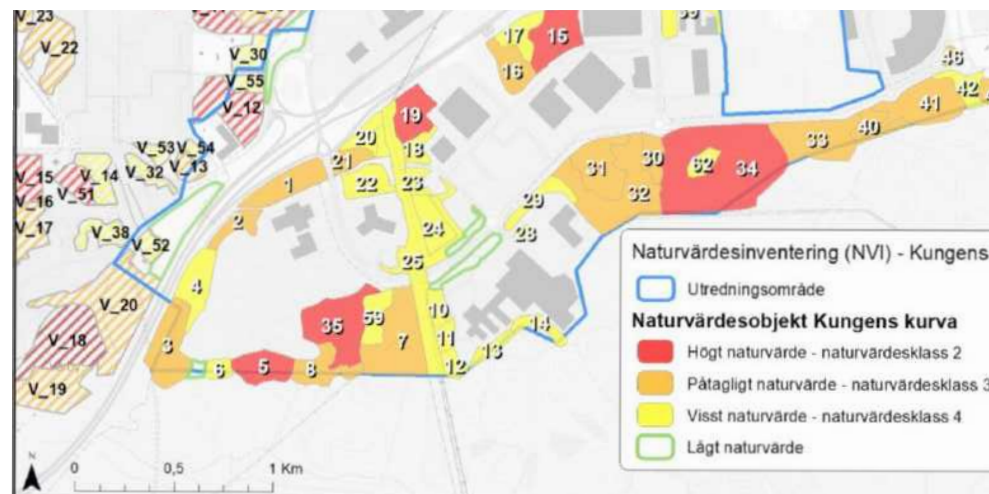 V_23
V_22
V_30
V_55
V_12
V_53
V_54
V_13
V_32
V_15
V_14
V_51
V_16
V_17
V_38
V_52
V_20
V_18
V_19
17
15
16
19
20
18
21
22
23
1
2
24
25
4
3
6
5
8
35
59
7
10
11
12
13
14
28
29
31
30
32
62
34
33
40
41
42
46
Naturvärdesinventering (NVI) - Kungens
Utredningsområde
Naturvärdesobjekt Kungens kurva
Högt naturvärde - naturvärdesklass 2
Påtagligt naturvärde - naturvärdesklass 3
Visst naturvärde - naturvärdesklass 4
Lågt naturvärde
N
0 0,5 1 Km